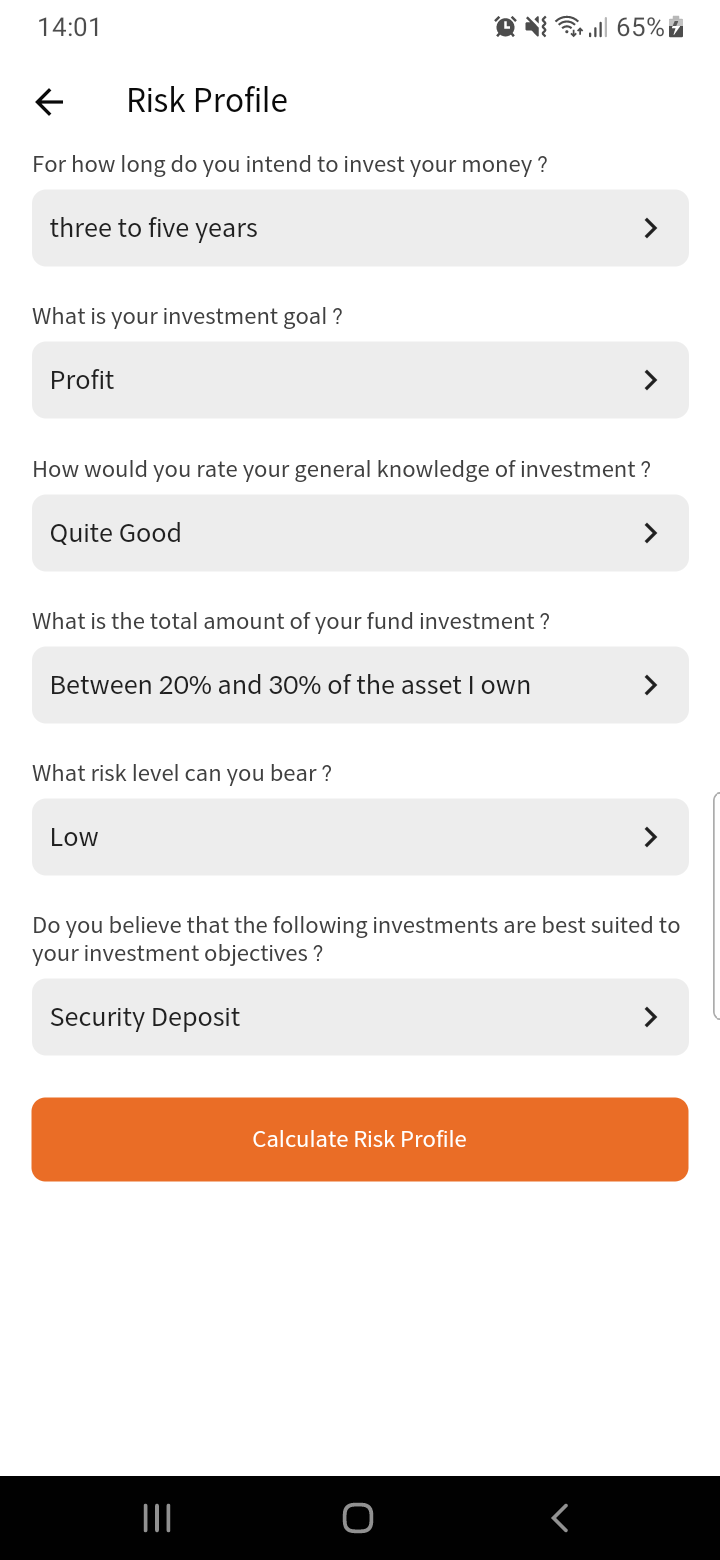 14:01
65%
Risk Profile
For how long do you intend to invest your money ?
three to five years
What is your investment goal ?
Profit
How would you rate your general knowledge of investment ?
Quite Good
What is the total amount of your fund investment ?
Between 20% and 30% of the asset I own
What risk level can you bear ?
Low
Do you believe that the following investments are best suited to
your investment objectives ?
Security Deposit
Calculate Risk Profile